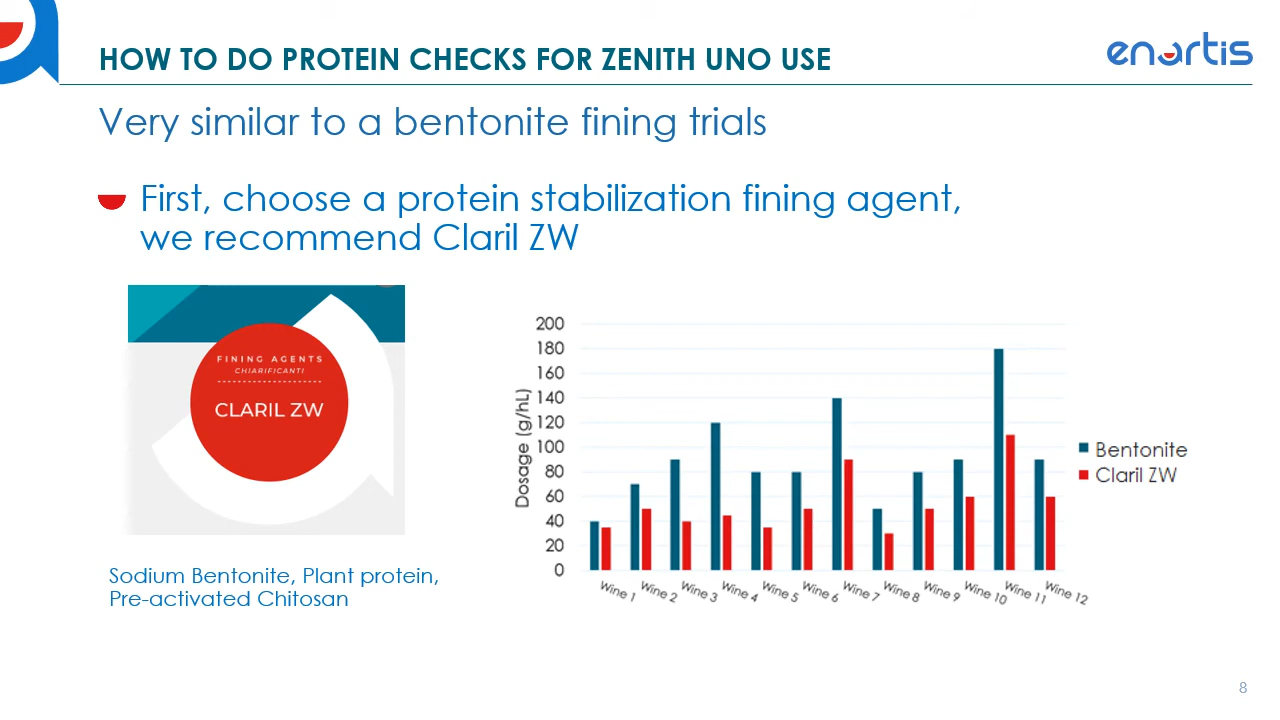 HOW TO DO PROTEIN CHECKS FOR ZENITH UNO USE
enartis
Very similar to a bentonite fining trials
First, choose a protein stabilization fining agent,
we recommend Claril ZW
FINING AGENTS
CHIARIFICANTI
CLARIL ZW
Sodium Bentonite, Plant protein,
Pre-activated Chitosan
Dosage (g/hL)
200
180
160
140
120
100
80
60
40
20
0
Wine 1
Wine 2
Wine 3
Wine 4
Wine 5
Wine 6
Wine 7
Wine 8
Wine 9
Wine 10
Wine 11
Wine 12
Bentonite
Claril ZW
8